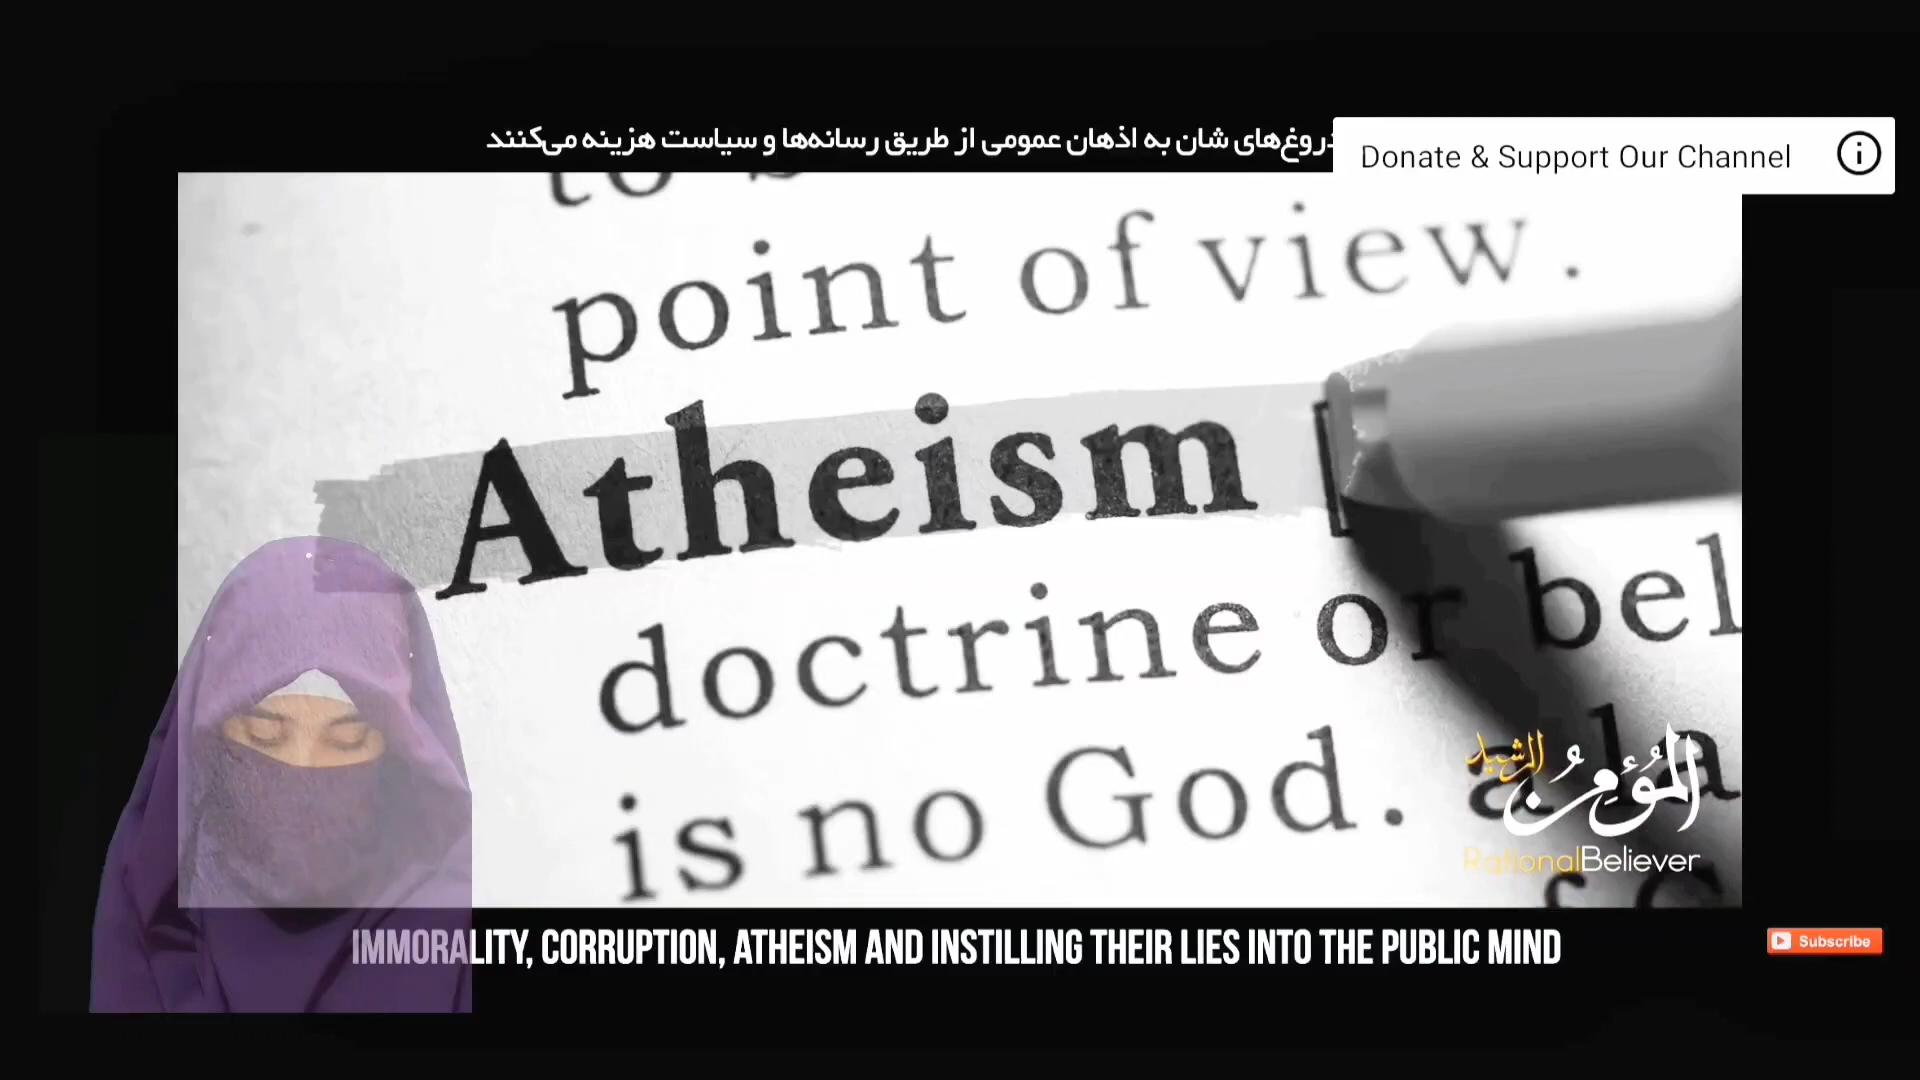 دروغ‌های شان به اذهان عمومی از طریق رسانه‌ها و سیاست هزینه می‌کنند
Donate & Support Our Channel
point of view.
Atheism
doctrine or bel
is no God. a la
المؤمن الرشيد
RationalBeliever
IMMORALITY, CORRUPTION, ATHEISM AND INSTILLING THEIR LIES INTO THE PUBLIC MIND
Subscribe